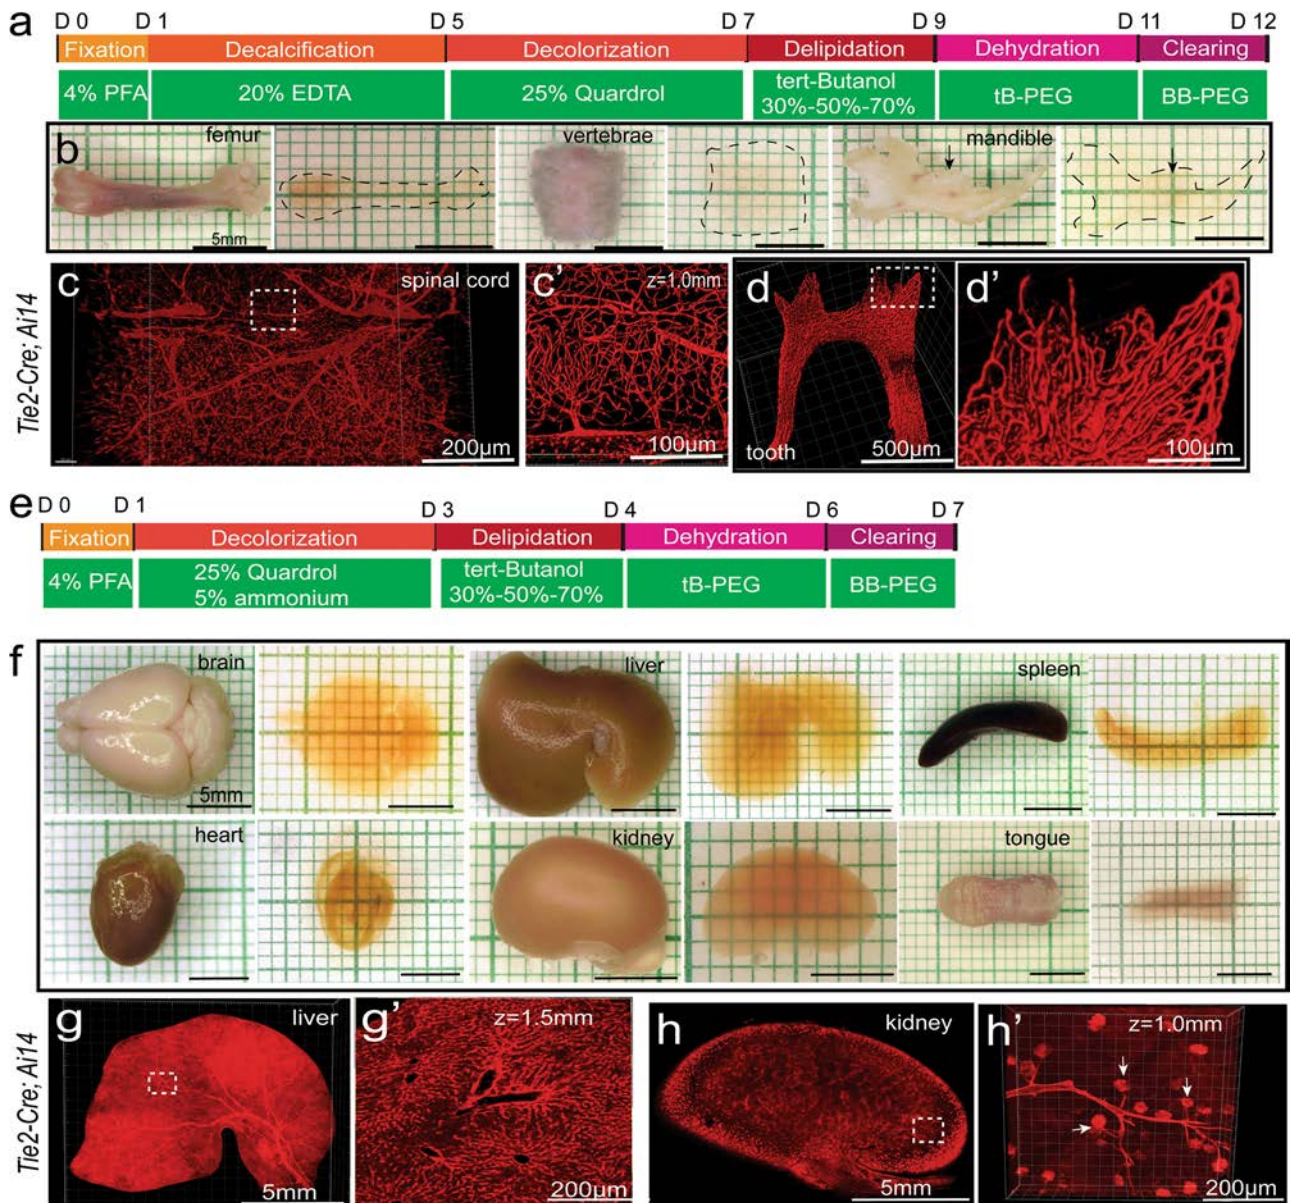 a
D 0 D 1 D 5 D 7 D 9 D 11 D 12
Fixation Decalcification Decolorization Delipidation Dehydration Clearing
4% PFA 20% EDTA 25% Quardrol tert-Butanol
30%-50%-70% tB-PEG BB-PEG
b femur vertebrae mandible
5mm
Tie2-Cre; Ai14
c spinal cord c' z=1.0mm d d'
200µm 100µm tooth 500µm 100µm
e
D 0 D 1 D 3 D 4 D 6 D 7
Fixation Decolorization Delipidation Dehydration Clearing
4% PFA 25% Quardrol
5% ammonium tert-Butanol
30%-50%-70% tB-PEG BB-PEG
f brain liver spleen
5mm
heart kidney tongue
Tie2-Cre; Ai14
g liver g' z=1.5mm h kidney h' z=1.0mm
5mm 200µm 5mm 200µm